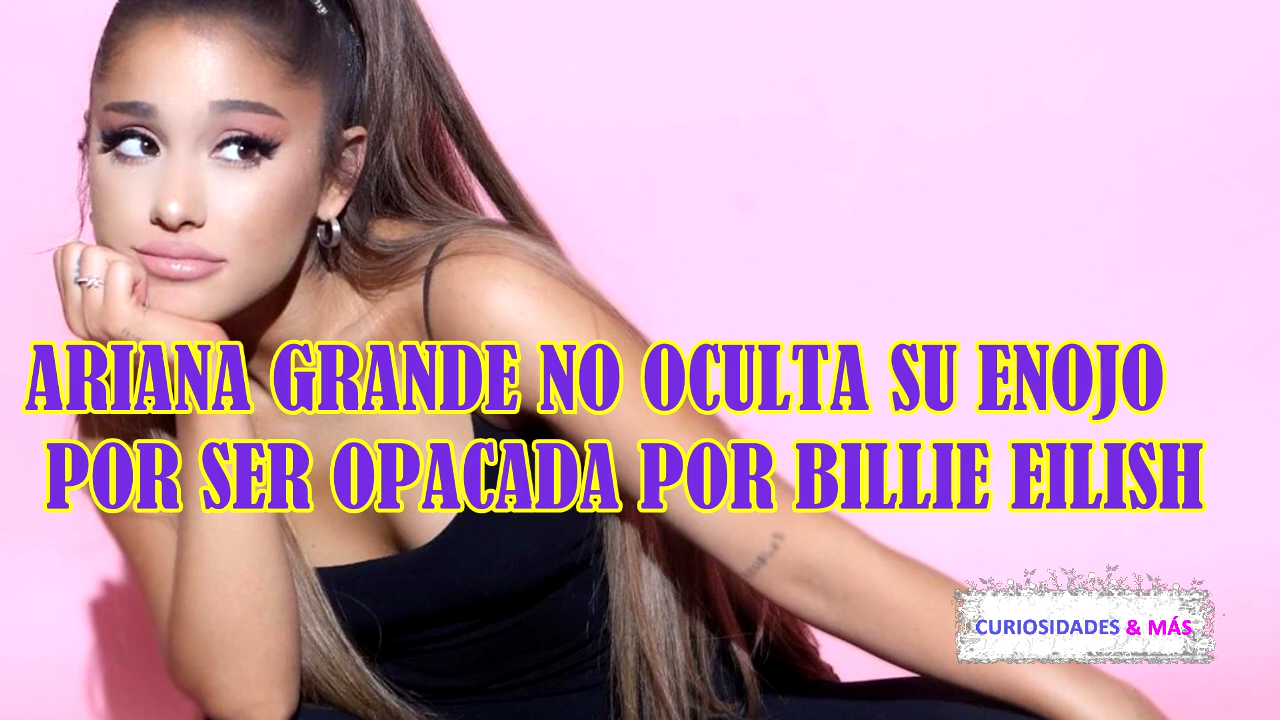 ARIANA GRANDE NO OCULTA SU ENOJO
POR SER OPACADA POR BILLIE EILISH
CURIOSIDADES & MÁS